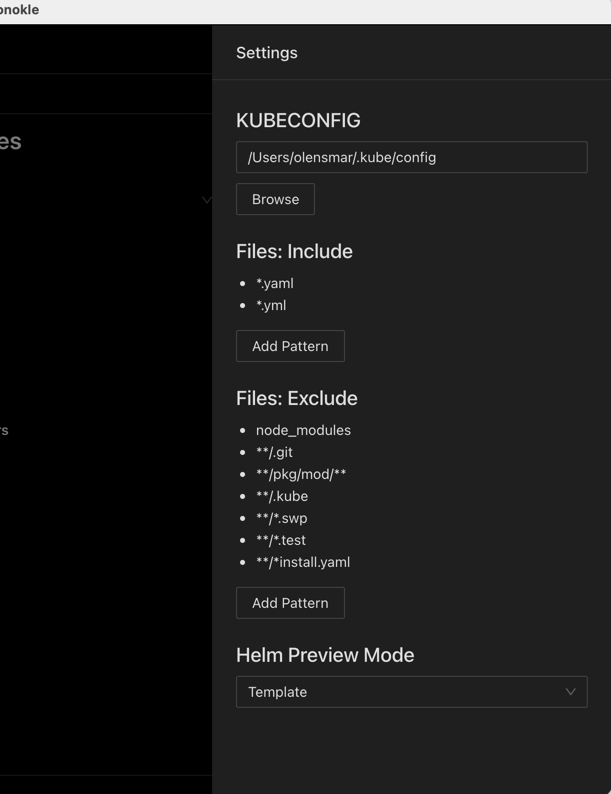 onokle
Settings
es
KUBECONFIG
/Users/olensmar/.kube/config
Browse
Files: Include
*.yaml
*.yml
Add Pattern
Files: Exclude
rs
node_modules
**/.git
**/pkg/mod/**
**/.kube
**/*.swp
**/*.test
**/*install.yaml
Add Pattern
Helm Preview Mode
Template